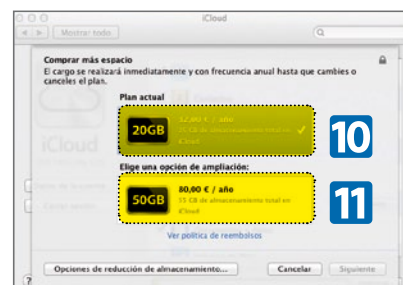 iCloud
Mostrar todo
Comprar más espacio
El cargo se realizará inmediatamente y con frecuencia anual hasta que cambies o
canceles el plan.
Plan actual
20GB
32,00 € / año
25 GB de almacenamiento total en
iCloud
10
Elige una opción de ampliación:
50GB
80,00 € / año
55 GB de almacenamiento total en
iCloud
11
iCloud
Ver política de reembolsos
Opciones de reducción de almacenamiento...
Cancelar
Siguiente
?